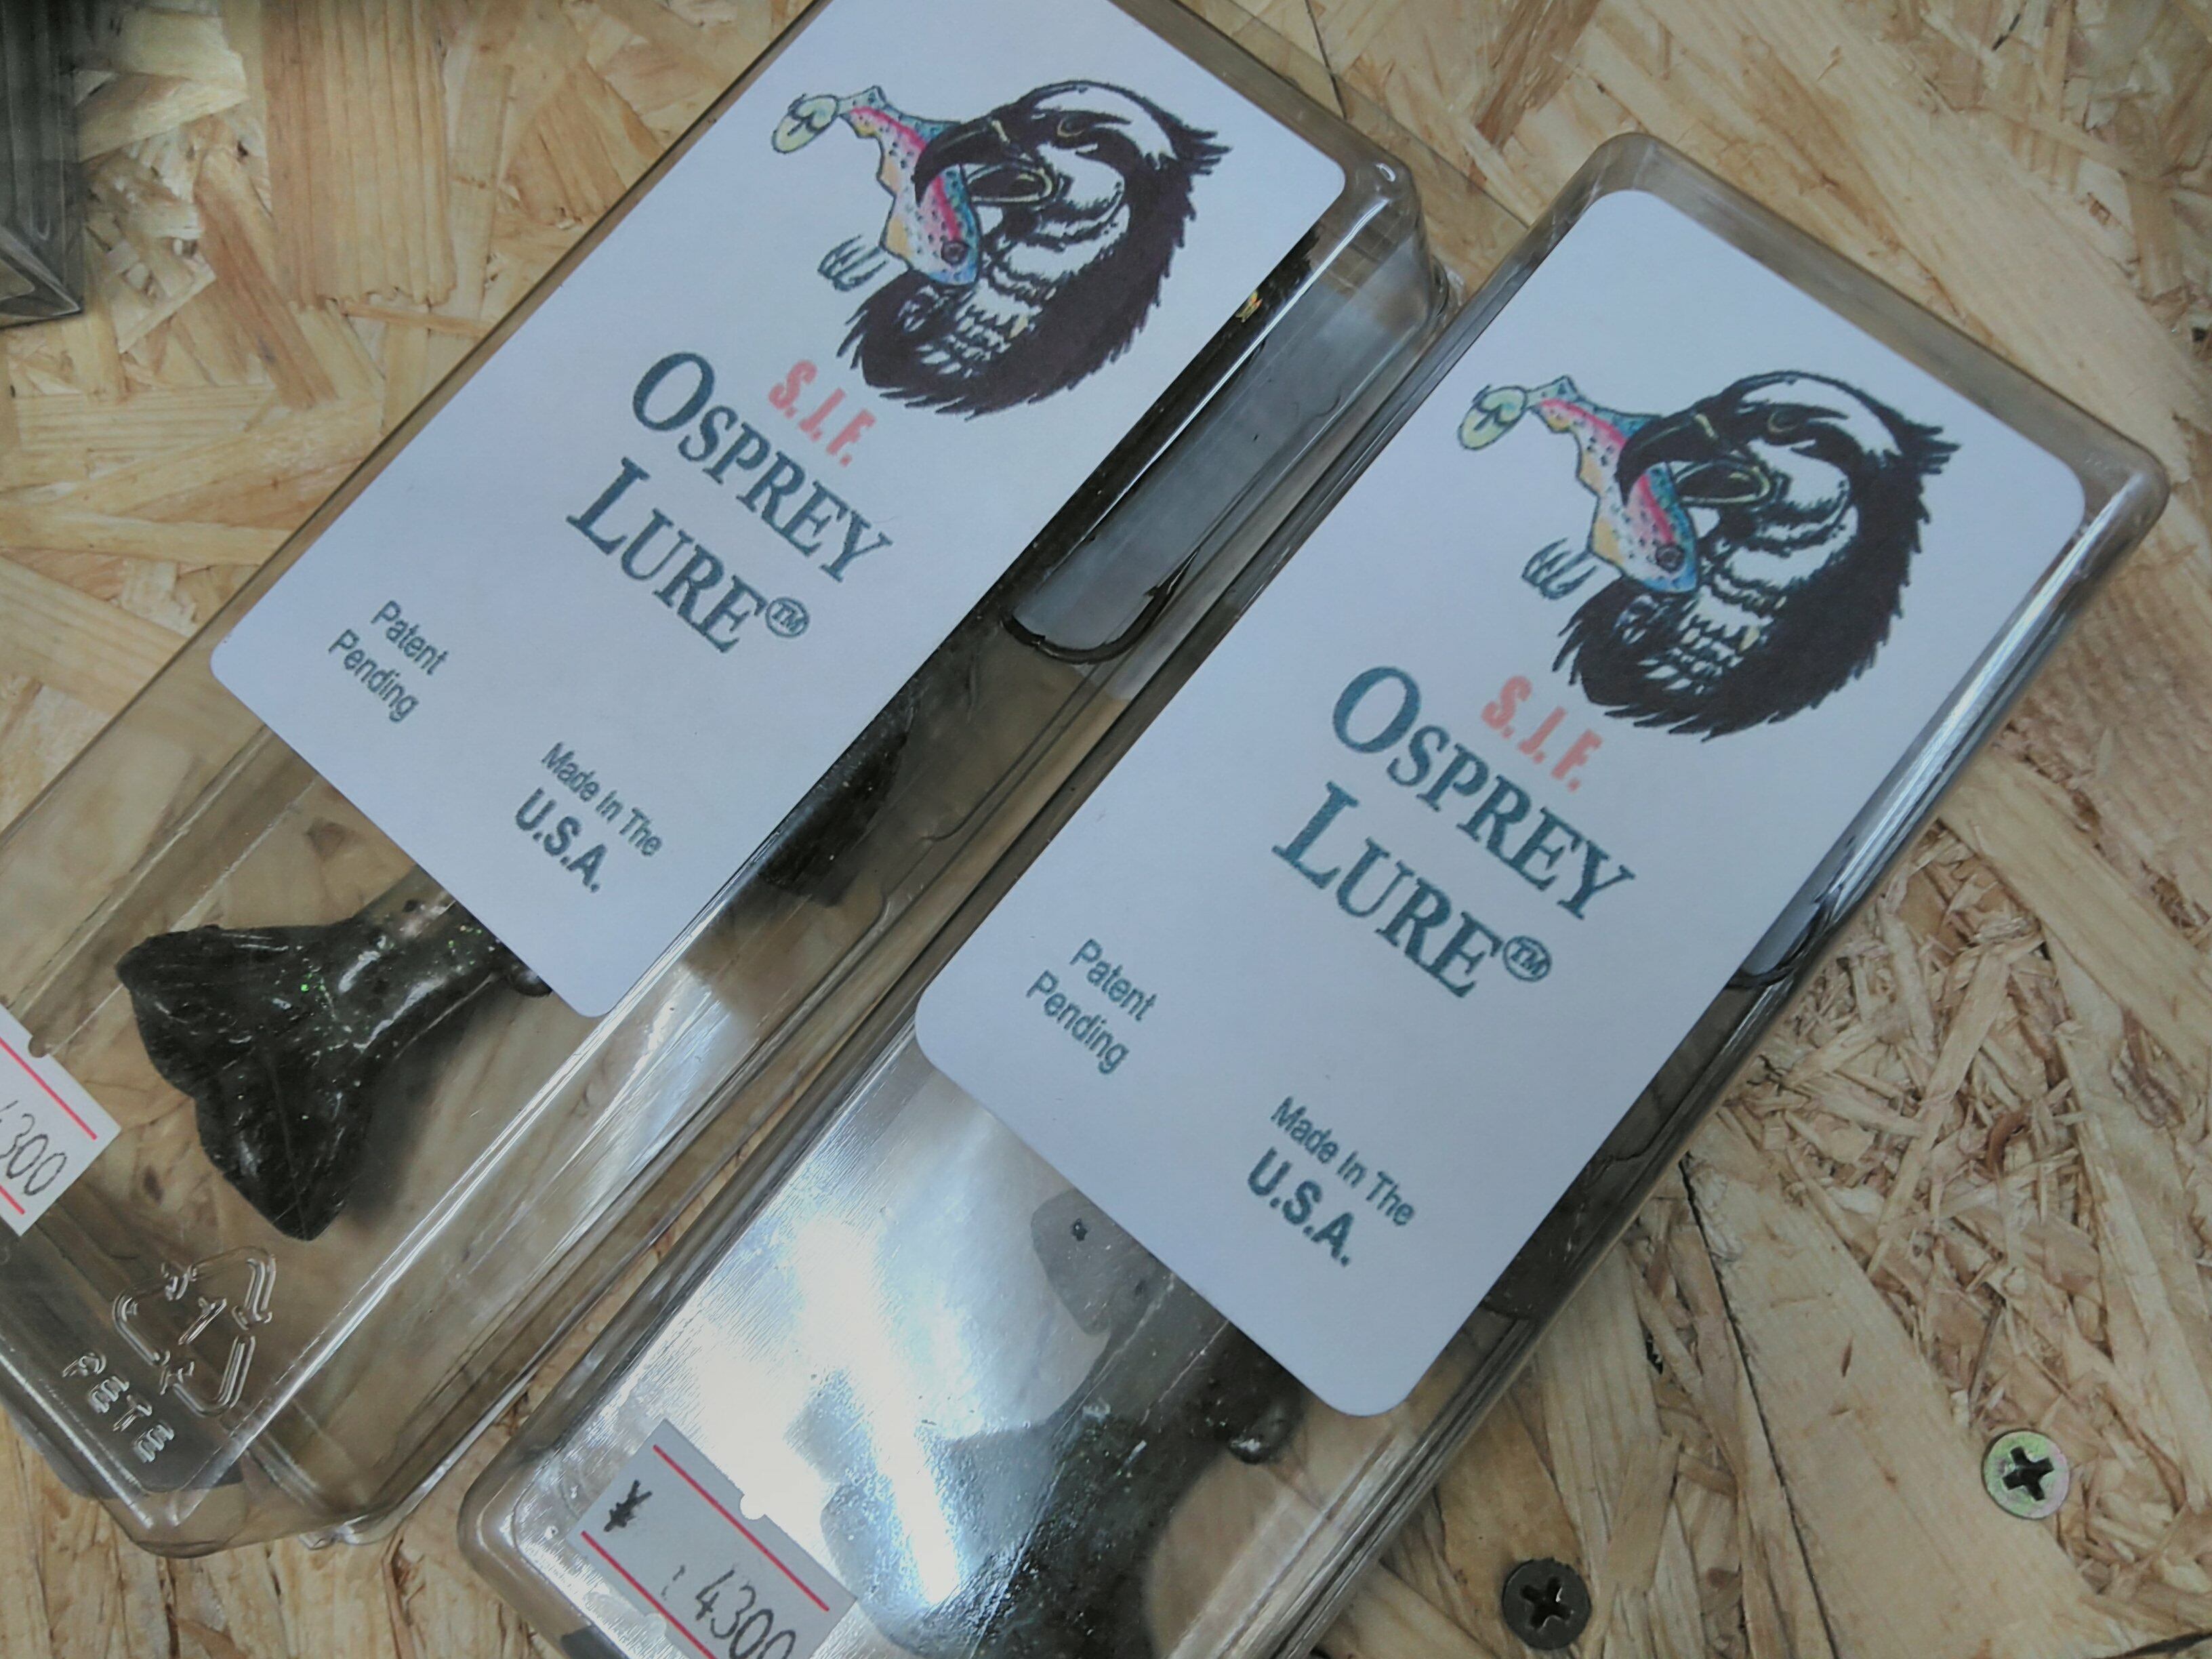 S.J.F.
OSPREY
LURE™
Patent
Pending
Made In The
U.S.A.
4300
PETE
S.J.F.
OSPREY
LURE™
Patent
Pending
Made In The
U.S.A.
¥
4300